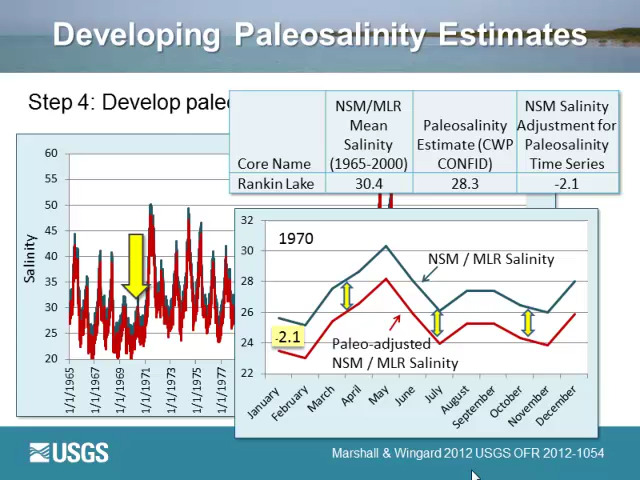 Developing Paleosalinity Estimates
Step 4: Develop paleo
Core Name
NSM/MLR
Mean
Salinity
(1965-2000)
Paleosalinity
Estimate (CWP
CONFID)
NSM Salinity
Adjustment for
Paleosalinity
Time Series
Rankin Lake 30.4 28.3 -2.1
Salinity
60
55
50
45
40
35
30
25
20
1/1/1965
1/1/1967
1/1/1969
1/1/1971
1/1/1973
1/1/1975
1/1/1977
1970
32
30
28
26
24
22
NSM / MLR Salinity
-2.1
Paleo-adjusted
NSM / MLR Salinity
January
February
March
April
May
June
July
August
September
October
November
December
USGS
Marshall & Wingard 2012 USGS OFR 2012-1054